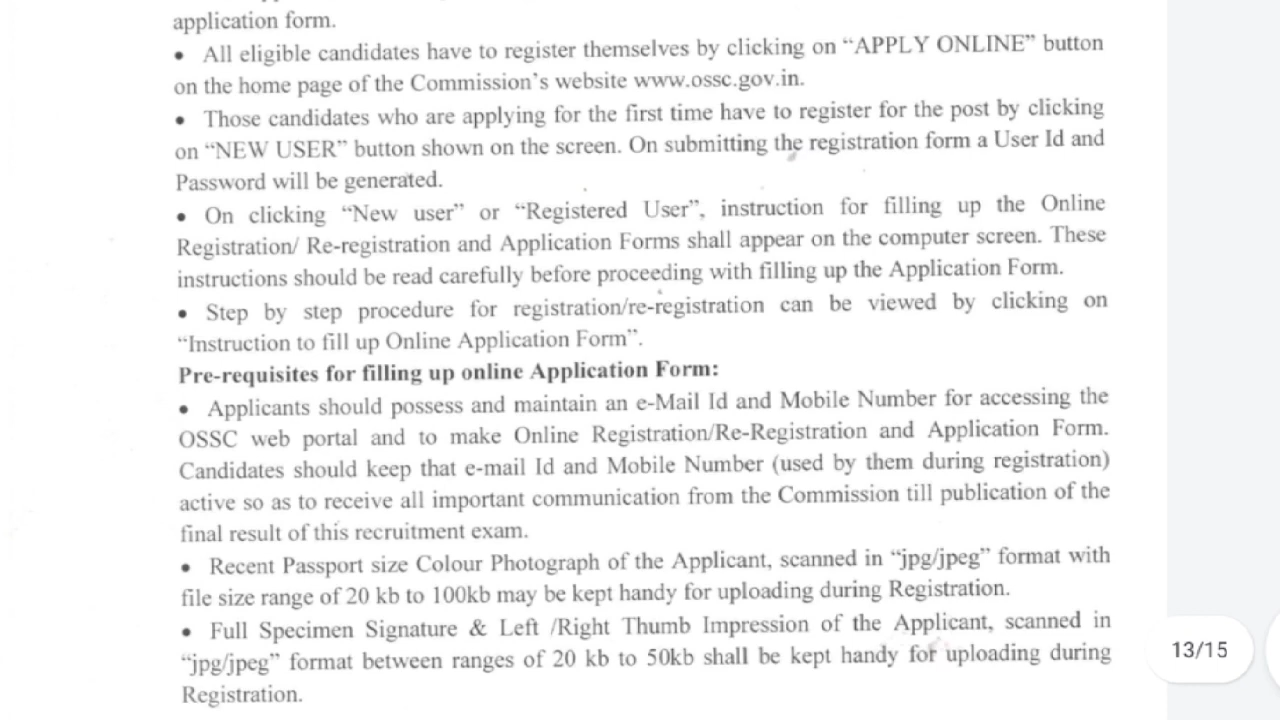 application form.
• All eligible candidates have to register themselves by clicking on “APPLY ONLINE” button
on the home page of the Commission’s website www.ossc.gov.in.
• Those candidates who are applying for the first time have to register for the post by clicking
on “NEW USER” button shown on the screen. On submitting the registration form a User Id and
Password will be generated.
• On clicking “New user” or “Registered User”, instruction for filling up the Online
Registration/ Re-registration and Application Forms shall appear on the computer screen. These
instructions should be read carefully before proceeding with filling up the Application Form.
• Step by step procedure for registration/re-registration can be viewed by clicking on
“Instruction to fill up Online Application Form”.
Pre-requisites for filling up online Application Form:
• Applicants should possess and maintain an e-Mail Id and Mobile Number for accessing the
OSSC web portal and to make Online Registration/Re-Registration and Application Form.
Candidates should keep that e-mail Id and Mobile Number (used by them during registration)
active so as to receive all important communication from the Commission till publication of the
final result of this recruitment exam.
• Recent Passport size Colour Photograph of the Applicant, scanned in “jpg/jpeg” format with
file size range of 20 kb to 100kb may be kept handy for uploading during Registration.
• Full Specimen Signature & Left /Right Thumb Impression of the Applicant, scanned in
“jpg/jpeg” format between ranges of 20 kb to 50kb shall be kept handy for uploading during
Registration.
13/15